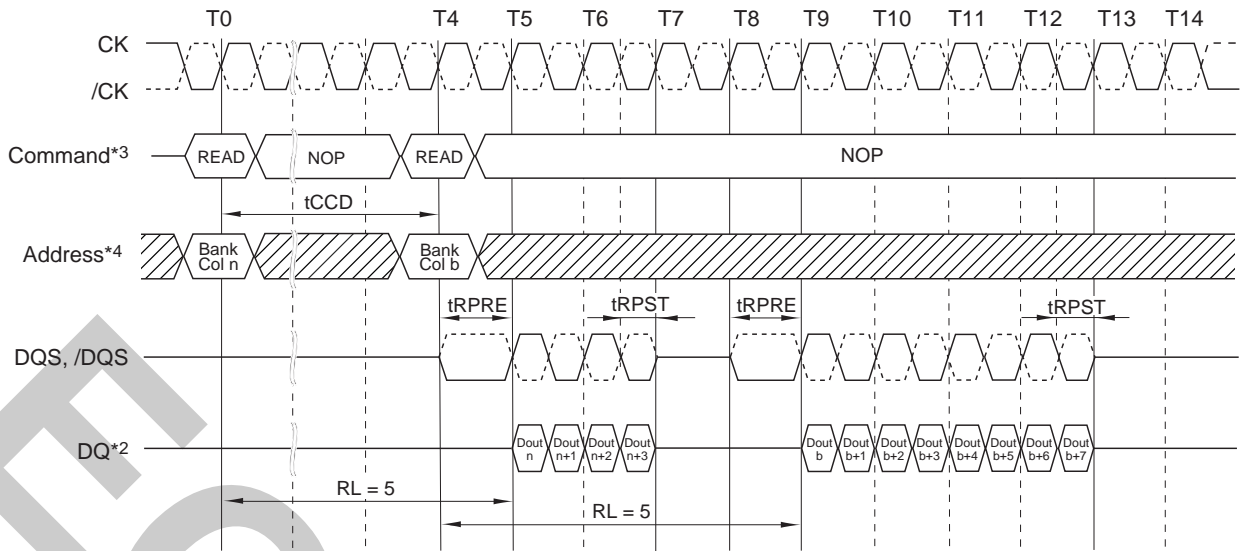 T0 T4 T5 T6 T7 T8 T9 T10 T11 T12 T13 T14
CK
/CK
Command*3 READ NOP READ NOP
tCCD
Address*4 Bank Col n Bank Col b
tRPRE tRPST tRPRE tRPST
DQS, /DQS
DQ*2 Dout n Dout n+1 Dout n+2 Dout n+3 Dout b Dout b+1 Dout b+2 Dout b+3 Dout b+4 Dout b+5 Dout b+6 Dout b+7
RL = 5
RL = 5